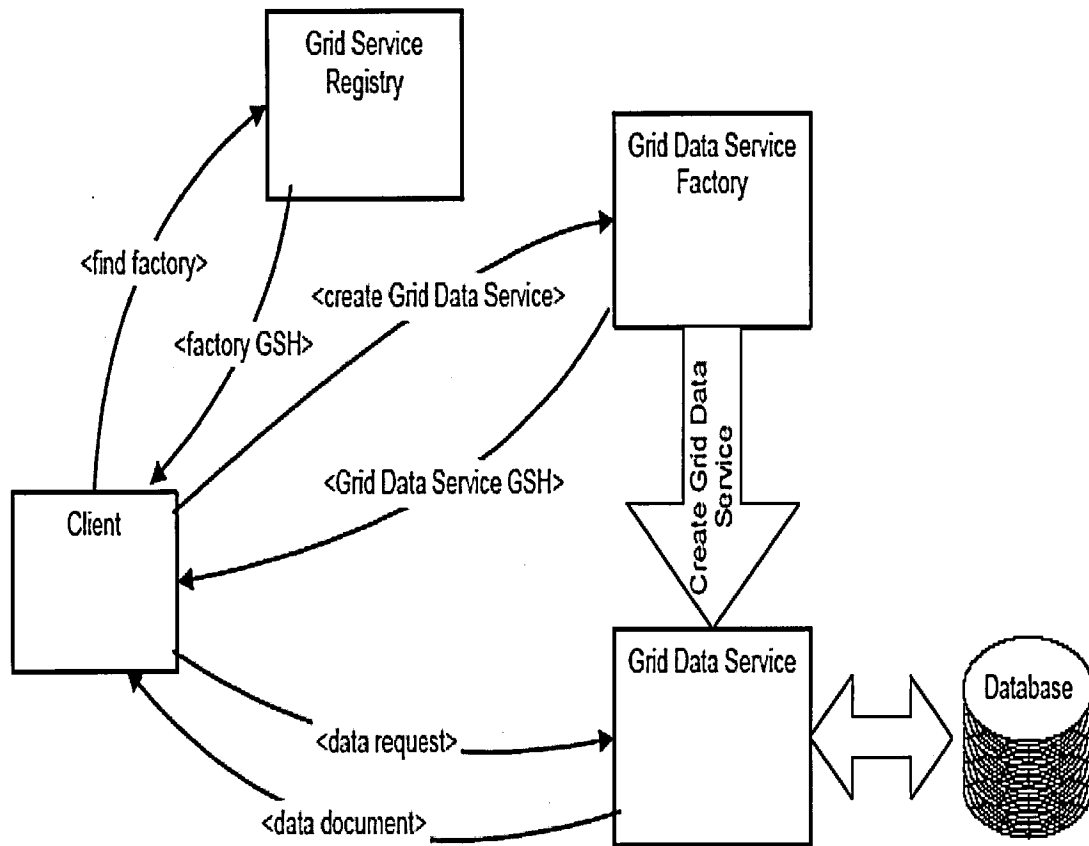 Grid Service
Registry
Grid Data Service
Factory
<find factory>
<create Grid Data Service>
<factory GSH>
Create Grid Data
Service
<Grid Data Service GSH>
Client
Grid Data Service
Database
<data request>
<data document>